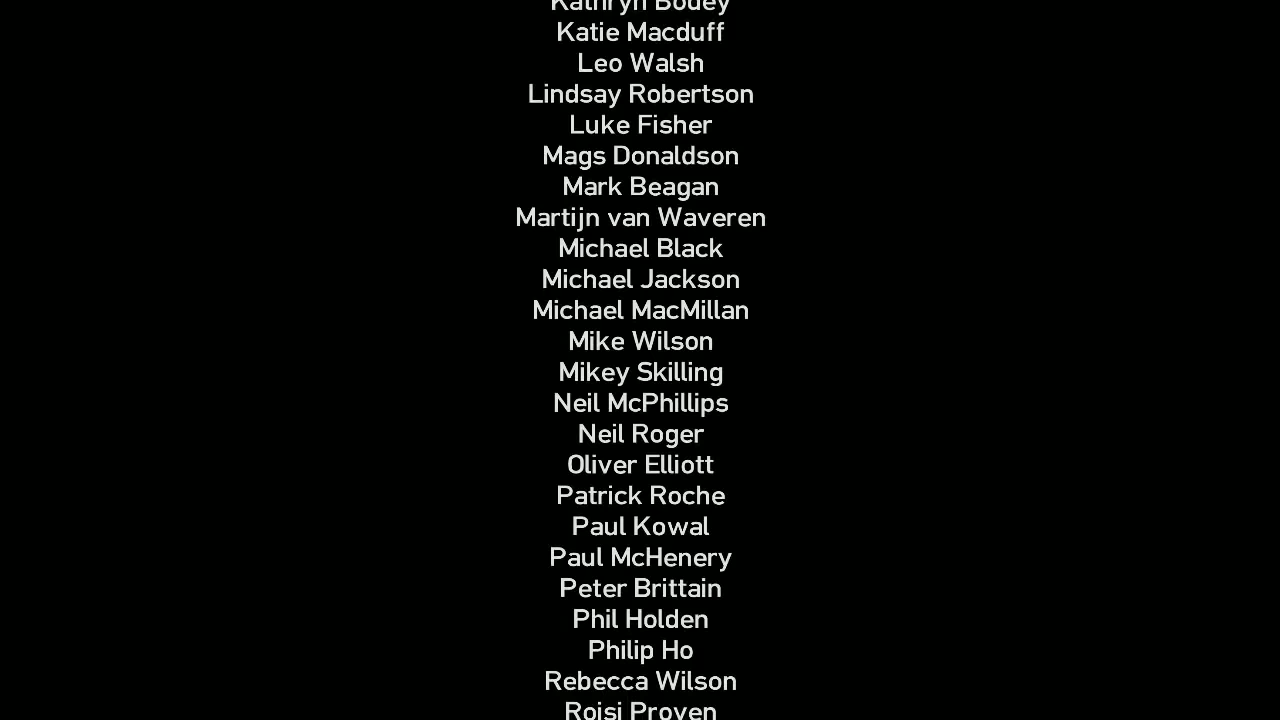 Kathryn Bodey
Katie Macduff
Leo Walsh
Lindsay Robertson
Luke Fisher
Mags Donaldson
Mark Beagan
Martijn van Waveren
Michael Black
Michael Jackson
Michael MacMillan
Mike Wilson
Mikey Skilling
Neil McPhillips
Neil Roger
Oliver Elliott
Patrick Roche
Paul Kowal
Paul McHenery
Peter Brittain
Phil Holden
Philip Ho
Rebecca Wilson
Roisi Proven